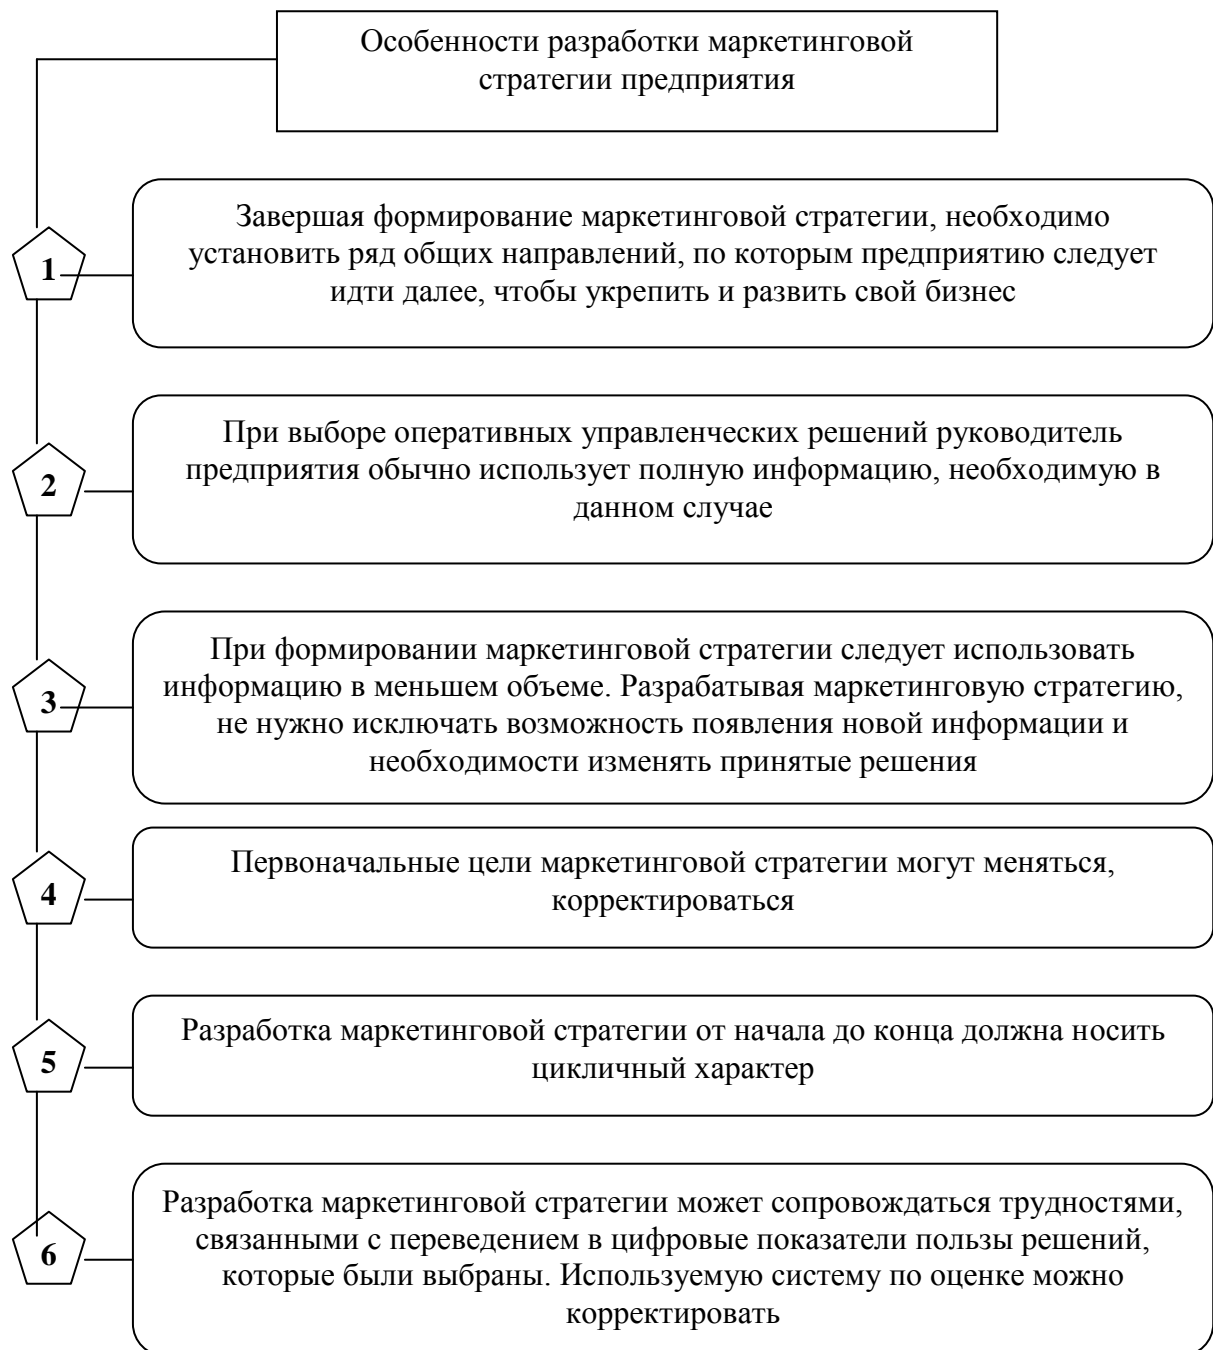 Особенности разработки маркетинговой
стратегии предприятия
Завершая формирование маркетинговой стратегии, необходимо
установить ряд общих направлений, по которым предприятию следует
идти далее, чтобы укрепить и развить свой бизнес
1
При выборе оперативных управленческих решений руководитель
предприятия обычно использует полную информацию, необходимую в
данном случае
2
При формировании маркетинговой стратегии следует использовать
информацию в меньшем объеме. Разрабатывая маркетинговую стратегию,
не нужно исключать возможность появления новой информации и
необходимости изменять принятые решения
3
Первоначальные цели маркетинговой стратегии могут меняться,
корректироваться
4
Разработка маркетинговой стратегии от начала до конца должна носить
цикличный характер
5
Разработка маркетинговой стратегии может сопровождаться трудностями,
связанными с переведением в цифровые показатели пользы решений,
которые были выбраны. Используемую систему по оценке можно
корректировать
6